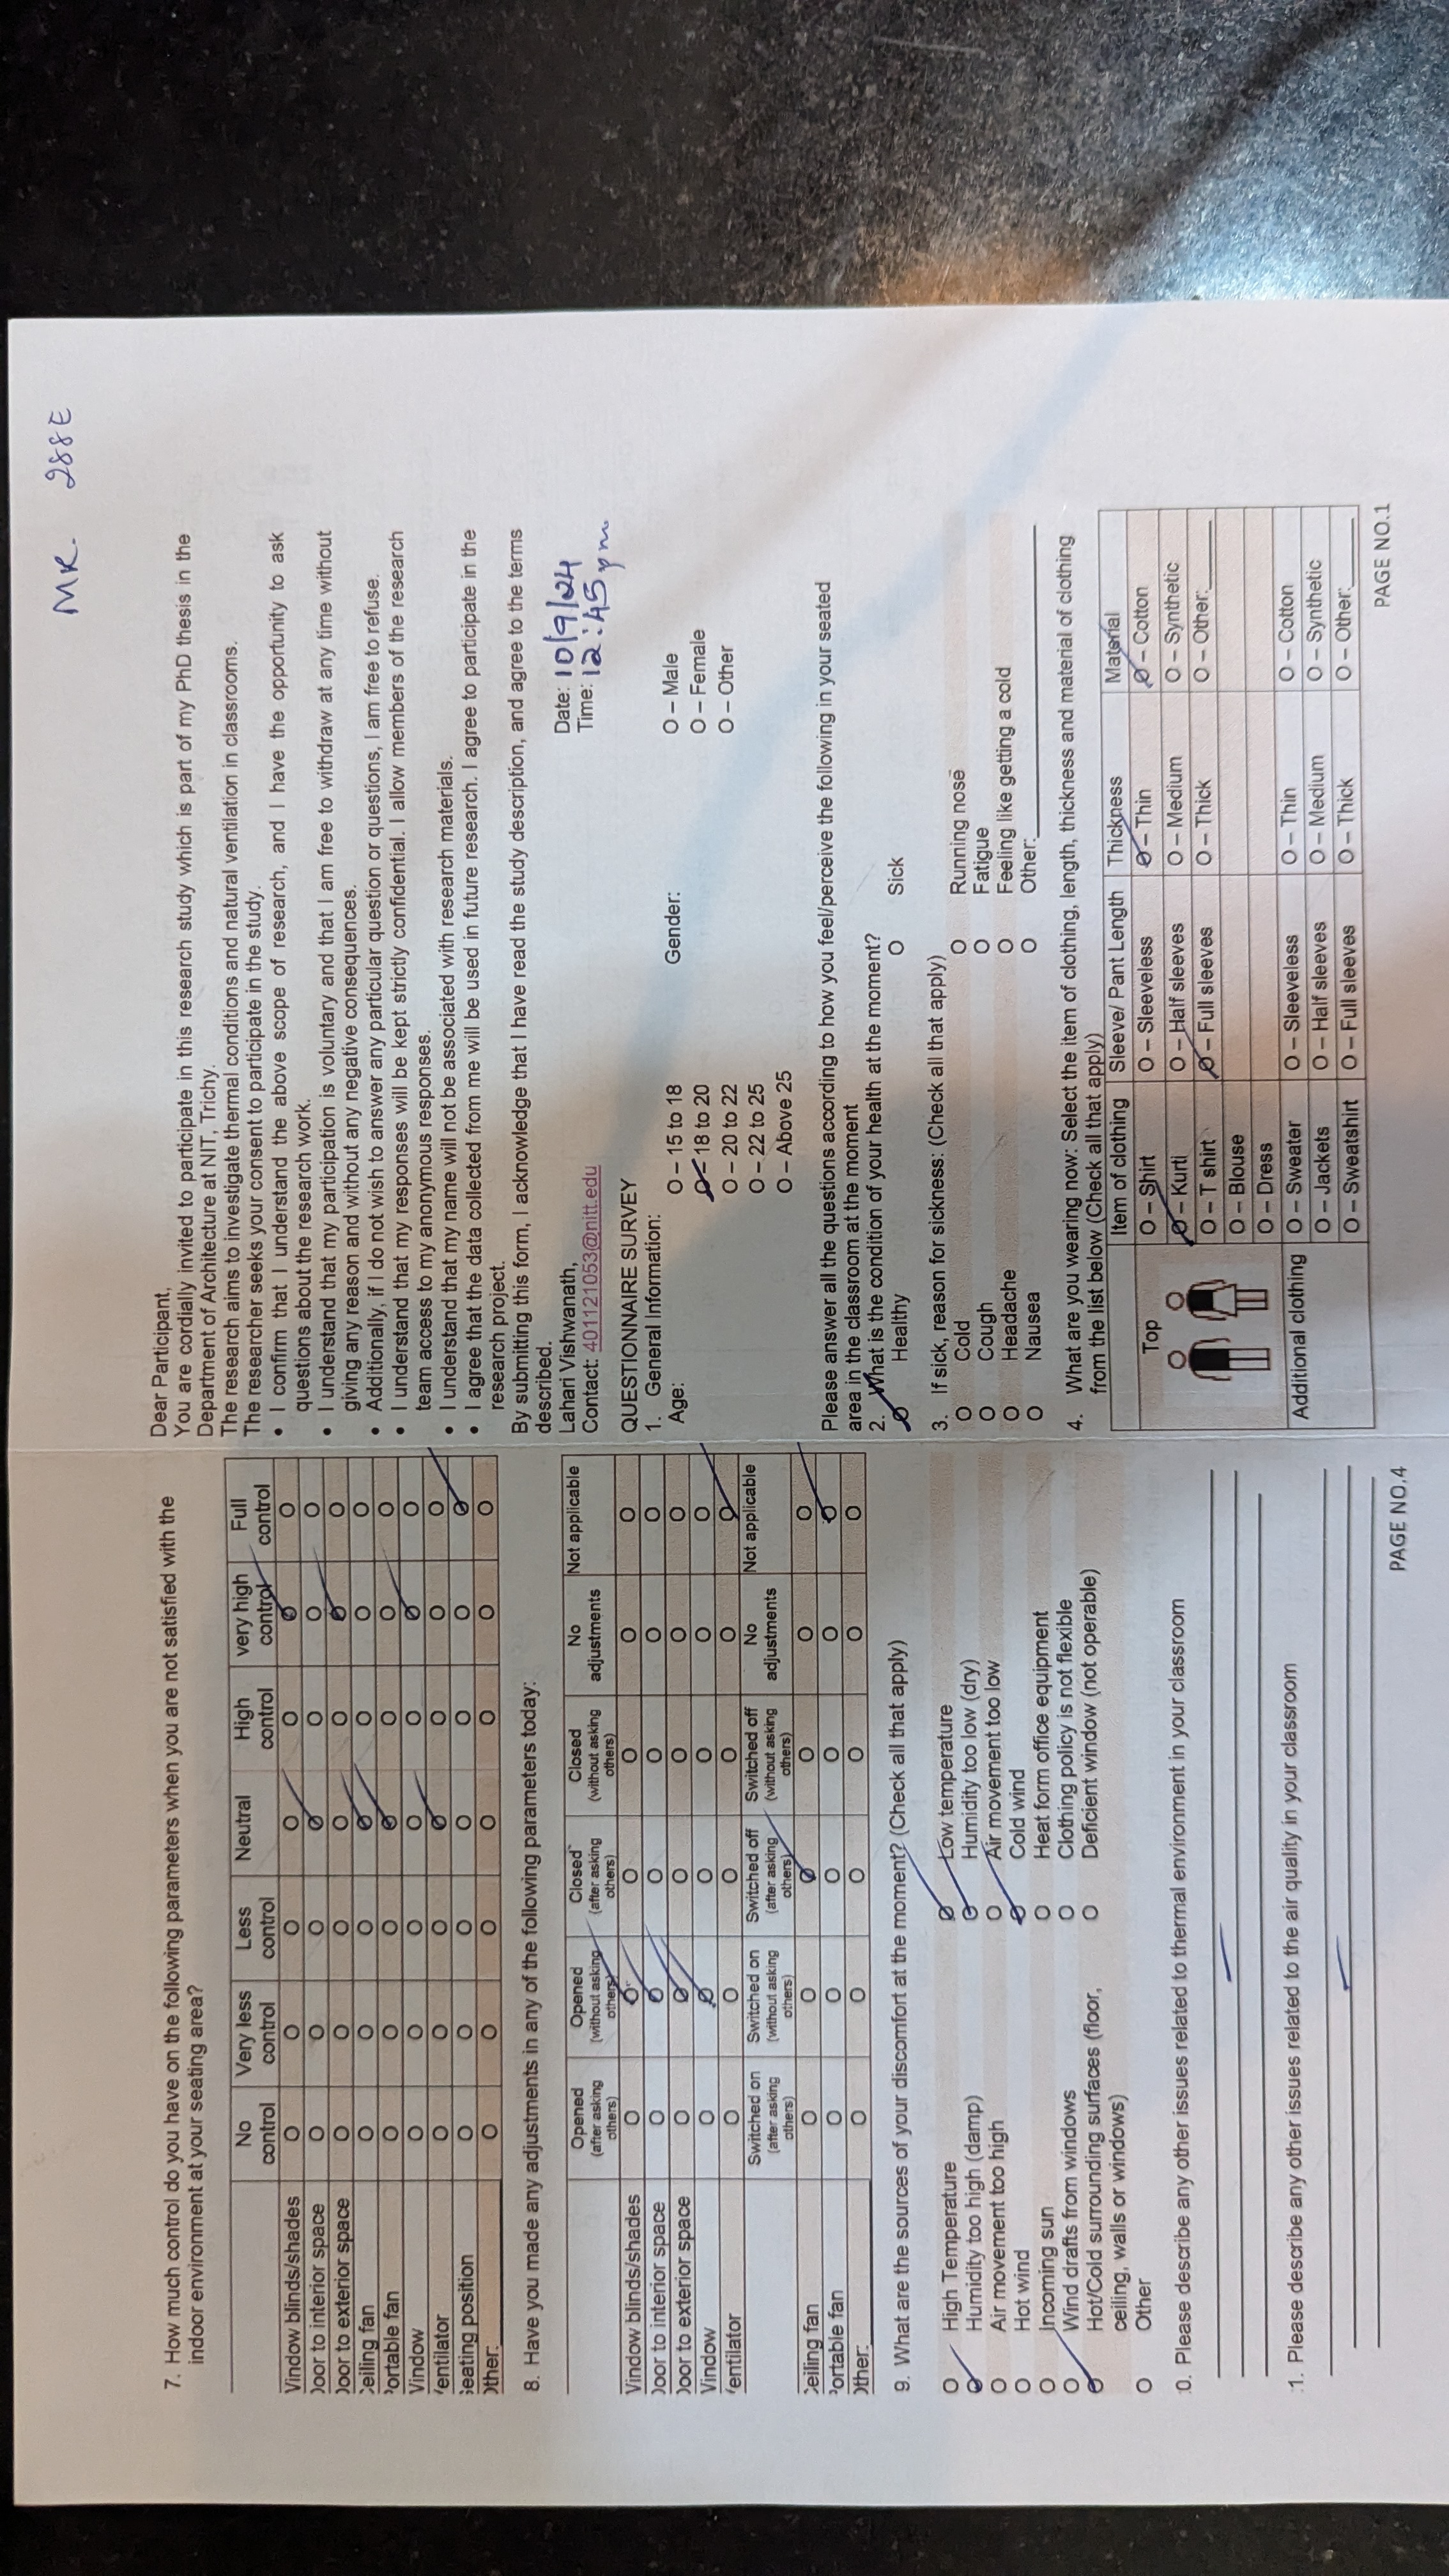 MR. 288E
7. How much control do you have on the following parameters when you are not satisfied with the
indoor environment at your seating area?
No control Very less control Less control Neutral High control very high control Full control
Window blinds/shades O O O O O O O
Door to interior space O O O O O O O
Door to exterior space O O O O O O O
Ceiling fan O O O O O O O
Portable fan O O O O O O O
Window O O O O O O O
Ventilator O O O O O O O
Seating position O O O O O O O
Other: O O O O O O O
8. Have you made any adjustments in any of the following parameters today:
Opened (after asking others) Opened (without asking others) Closed (after asking others) Closed (without asking others) No adjustments Not applicable
Window blinds/shades O O O O O O
Door to interior space O O O O O O
Door to exterior space O O O O O O
Window O O O O O O
Ventilator O O O O O O
Switched on (after asking others) Switched on (without asking others) Switched off (after asking others) Switched off (without asking others) No adjustments Not applicable
Ceiling fan O O O O O O
Portable fan O O O O O O
Other: O O O O O O
9. What are the sources of your discomfort at the moment? (Check all that apply)
O High Temperature O Low temperature
O Humidity too high (damp) O Humidity too low (dry)
O Air movement too high O Air movement too low
O Hot wind O Cold wind
O Incoming sun O Heat form office equipment
O Wind drafts from windows O Clothing policy is not flexible
O Hot/Cold surrounding surfaces (floor, O Deficient window (not operable)
ceiling, walls or windows)
O Other
:0. Please describe any other issues related to thermal environment in your classroom
:1. Please describe any other issues related to the air quality in your classroom
PAGE NO.4
Dear Participant,
You are cordially invited to participate in this research study which is part of my PhD thesis in the
Department of Architecture at NIT, Trichy.
The research aims to investigate thermal conditions and natural ventilation in classrooms.
The researcher seeks your consent to participate in the study.
• I confirm that I understand the above scope of research, and I have the opportunity to ask
questions about the research work.
• I understand that my participation is voluntary and that I am free to withdraw at any time without
giving any reason and without any negative consequences.
• Additionally, if I do not wish to answer any particular question or questions, I am free to refuse.
• I understand that my responses will be kept strictly confidential. I allow members of the research
team access to my anonymous responses.
• I understand that my name will not be associated with research materials.
• I agree that the data collected from me will be used in future research. I agree to participate in the
research project.
By submitting this form, I acknowledge that I have read the study description, and agree to the terms
described.
Lahari Vishwanath, Date: 10/9/24
Contact: 401121053@nitt.edu Time: 12:45 pm
QUESTIONNAIRE SURVEY
1. General Information:
Age: O – 15 to 18 Gender: O – Male
O – 18 to 20 O – Female
O – 20 to 22 O – Other
O – 22 to 25
O – Above 25
Please answer all the questions according to how you feel/perceive the following in your seated
area in the classroom at the moment
2. What is the condition of your health at the moment?
O Healthy O Sick
3. If sick, reason for sickness: (Check all that apply)
O Cold O Running nose
O Cough O Fatigue
O Headache O Feeling like getting a cold
O Nausea O Other:
4. What are you wearing now: Select the item of clothing, length, thickness and material of clothing
from the list below (Check all that apply)
Item of clothing Sleeve/ Pant Length Thickness Material
Top O – Shirt O – Sleeveless O – Thin O – Cotton
O – Kurti O – Half sleeves O – Medium O – Synthetic
O – T shirt O – Full sleeves O – Thick O – Other:
O – Blouse
O – Dress
Additional clothing O – Sweater O – Sleeveless O – Thin O – Cotton
O – Jackets O – Half sleeves O – Medium O – Synthetic
O – Sweatshirt O – Full sleeves O – Thick O – Other:
PAGE NO.1